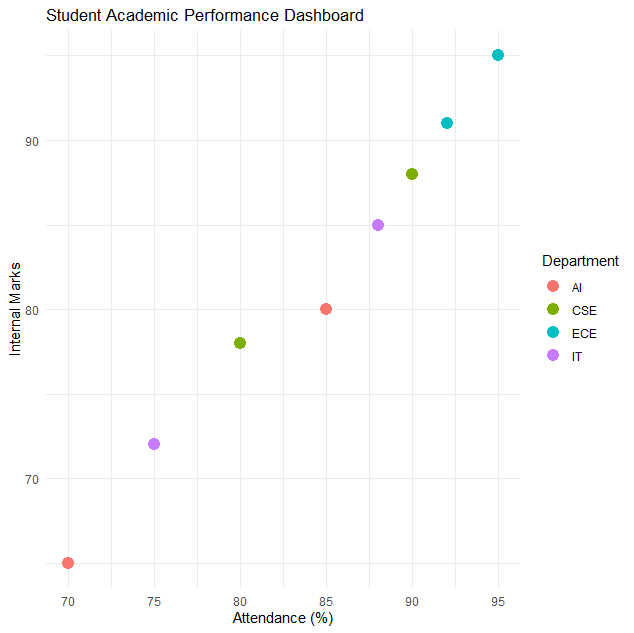 Student Academic Performance Dashboard
90
80
70
Internal Marks
70 75 80 85 90 95
Attendance (%)
Department
AI
CSE
ECE
IT